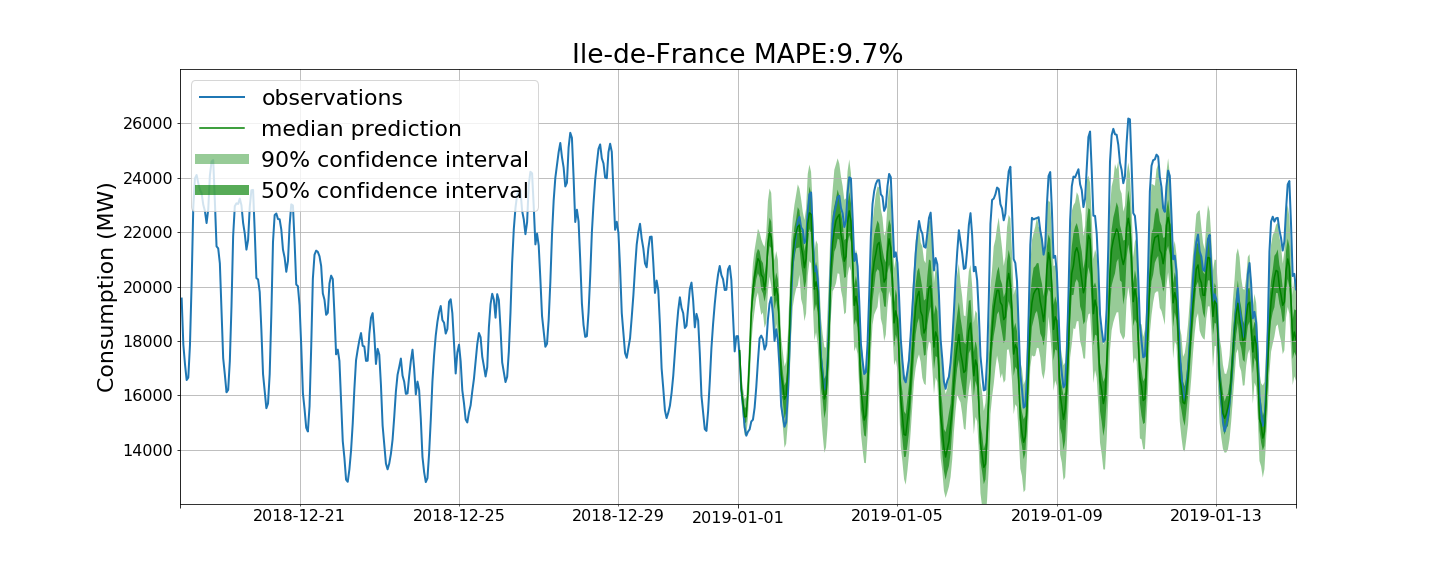 Ile-de-France MAPE:9.7%
observations
median prediction
90% confidence interval
50% confidence interval
Consumption (MW)
26000
24000
22000
20000
18000
16000
14000
2018-12-21 2018-12-25 2018-12-29 2019-01-01 2019-01-05 2019-01-09 2019-01-13